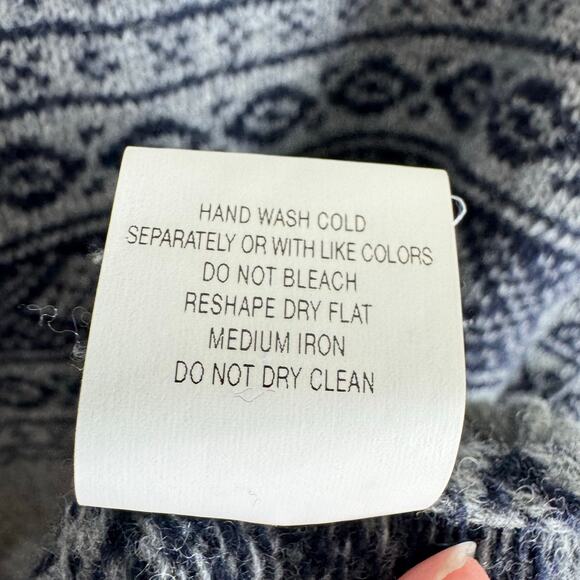 HAND WASH COLD
SEPARATELY OR WITH LIKE COLORS
DO NOT BLEACH
RESHAPE DRY FLAT
MEDIUM IRON
DO NOT DRY CLEAN